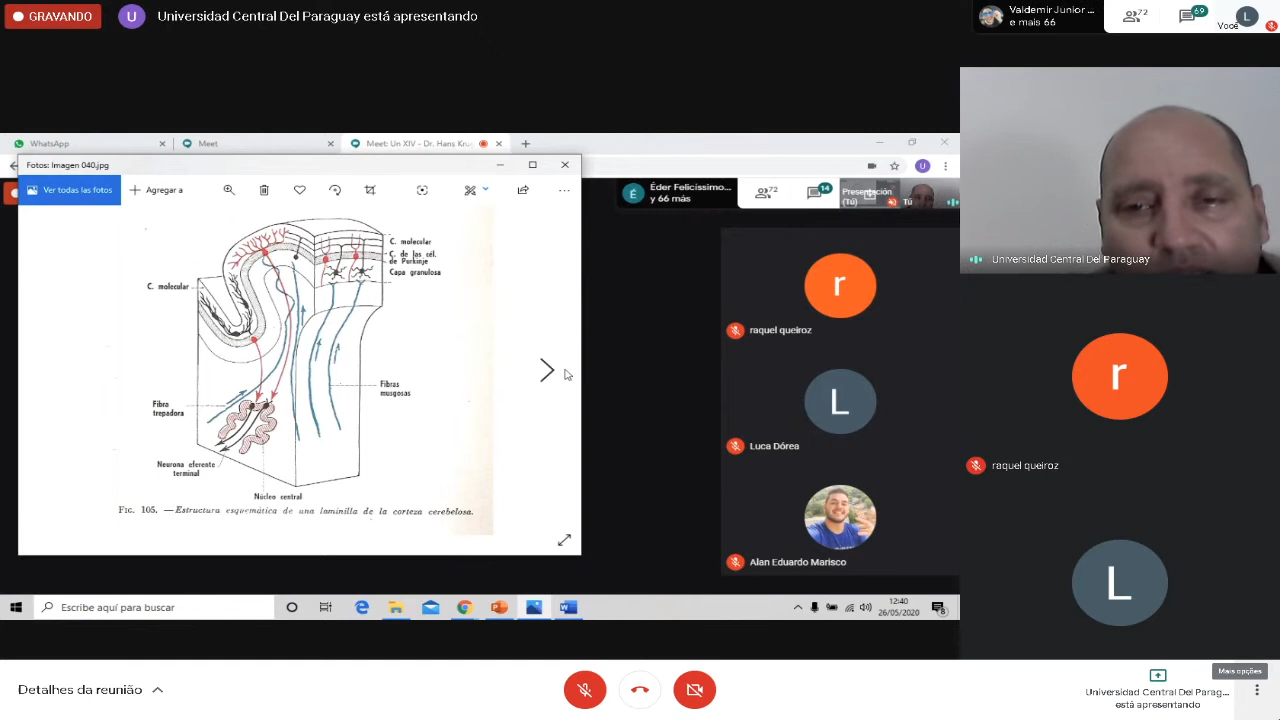 GRAVANDO
U
Universidad Central Del Paraguay está apresentando
Valdemir Junior ...
e mais 66
72
69
L
Você
WhatsApp
Meet
Meet: Un XIV - Dr. Hans Krug
Fotos: Imagen 040.jpg
Ver todas las fotos
Agregar a
U
É
Éder Felicíssimo...
y 66 más
72
14
Presentación
(Tú)
Tú
C. molecular
C. de las cél.
de Purkinje
Capa granulosa
C. molecular
Fibras
musgosas
Fibra
trepadora
Neurona eferente
terminal
Núcleo central
FIG. 105. —Estructura esquemática de una laminilla de la corteza cerebelosa.
r
raquel queiroz
L
Luca Dórea
Alan Eduardo Marisco
Universidad Central Del Paraguay
r
raquel queiroz
L
Escribe aquí para buscar
12:40
26/05/2020
8
Mais opções
Detalhes da reunião
Universidad Central Del Parag...
está apresentando